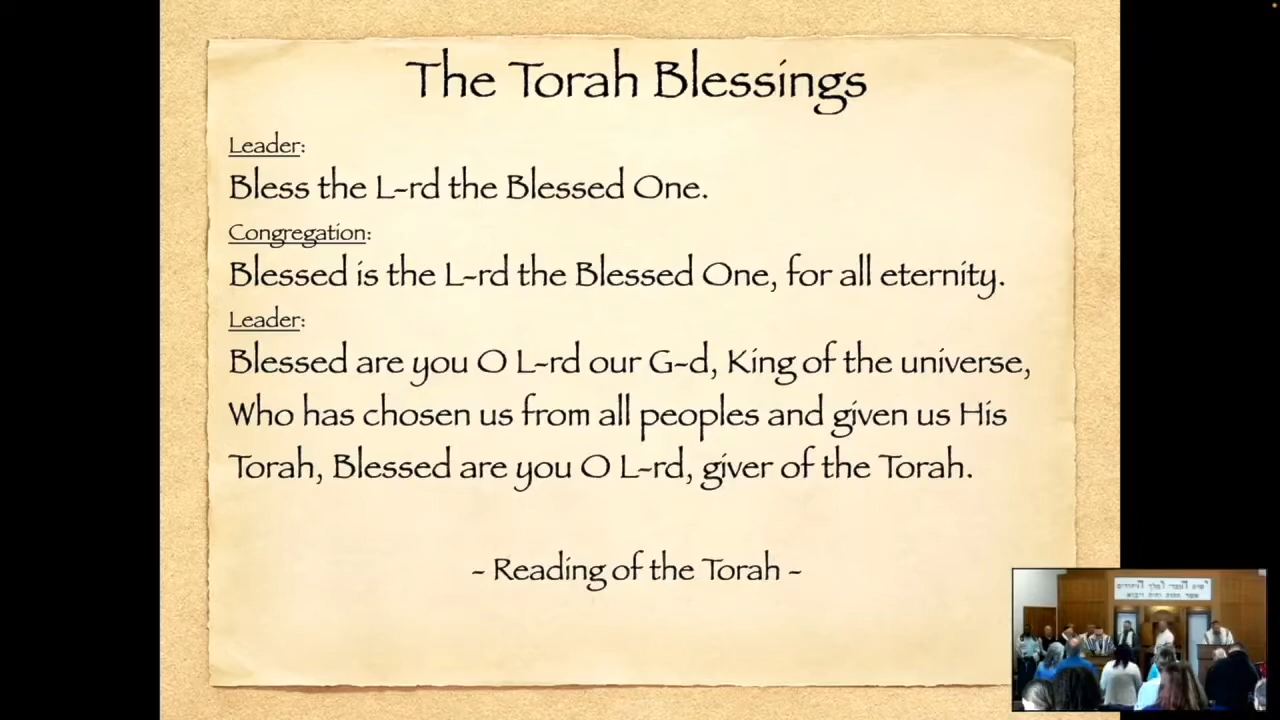 The Torah Blessings
Leader:
Bless the L-rd the Blessed One.
Congregation:
Blessed is the L-rd the Blessed One, for all eternity.
Leader:
Blessed are you O L-rd our G-d, King of the universe,
Who has chosen us from all peoples and given us His
Torah, Blessed are you O L-rd, giver of the Torah.
- Reading of the Torah -